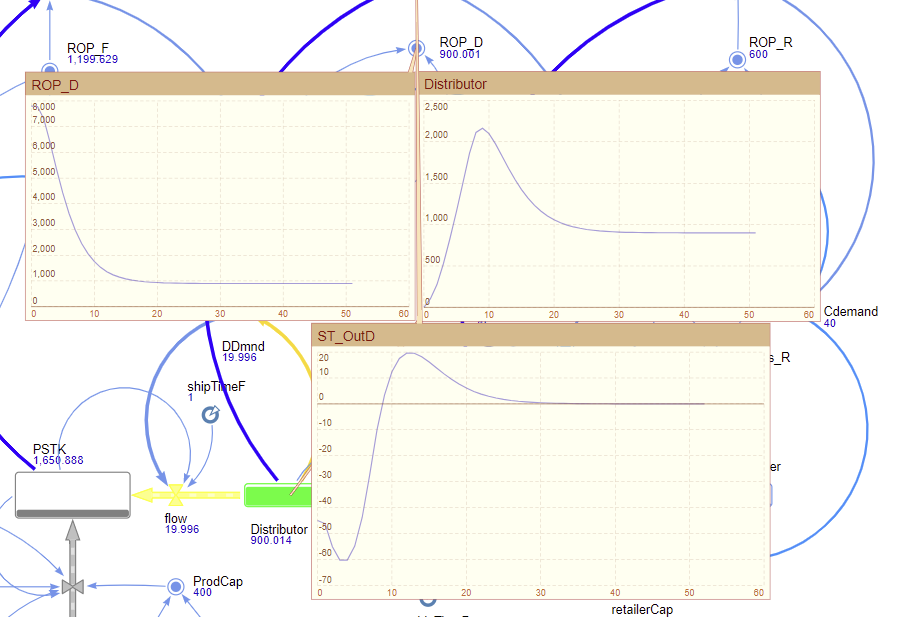 ROP_F
1,199.629
ROP_D
900.001
ROP_R
600
ROP_D
8,000
7,000
6,000
5,000
4,000
3,000
2,000
1,000
0
0 10 20 30 40 50 60
Distributor
2,500
2,000
1,500
1,000
500
0
0 10 20 30 40 50 60
Cdemand
40
DDmnd
19.996
shipTimeF
1
ST_OutD
20
10
0
-10
-20
-30
-40
-50
-60
-70
0 10 20 30 40 50 60
s_R
PSTK
1,650.888
er
flow
19.996
Distributor
900.014
ProdCap
400
retailerCap